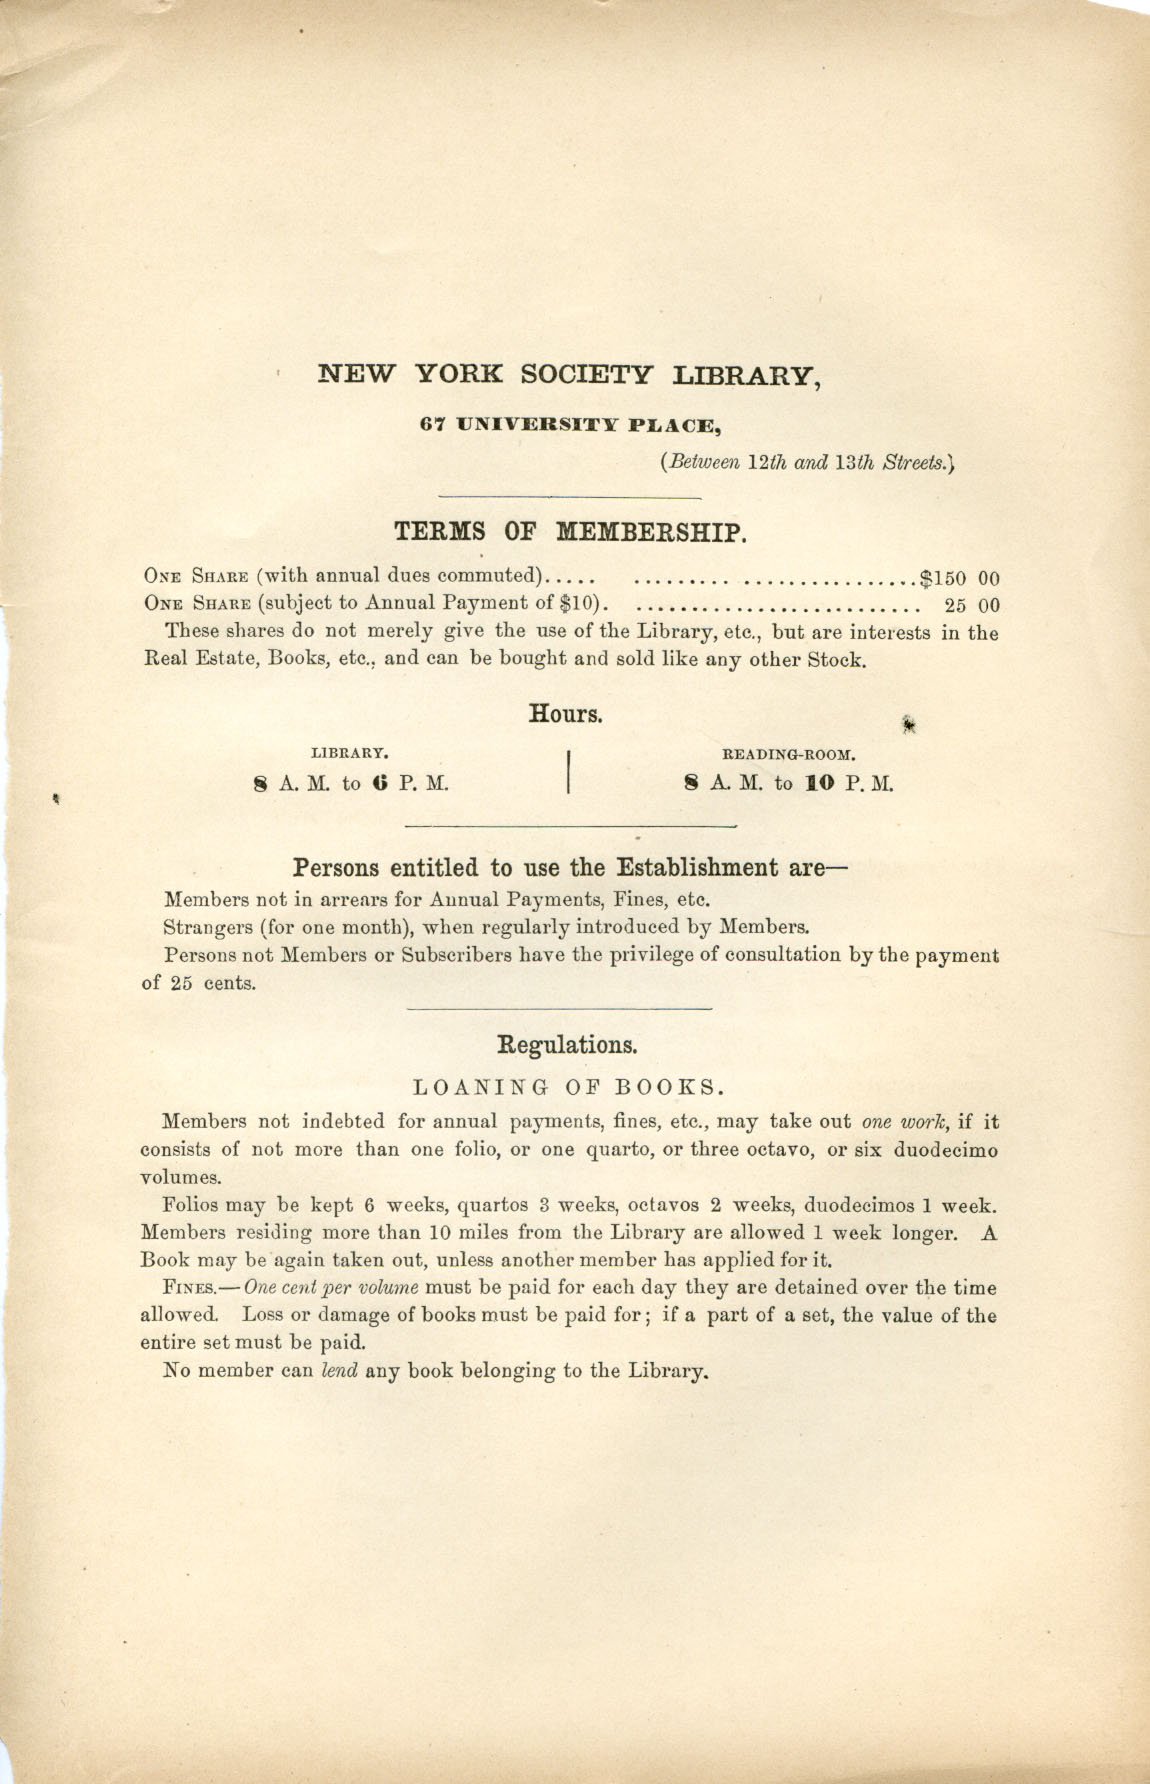 NEW YORK SOCIETY LIBRARY,
67 UNIVERSITY PLACE,
(Between 12th and 13th Streets.)
TERMS OF MEMBERSHIP.
ONE SHARE (with annual dues commuted)..... ......... ................$150 00
ONE SHARE (subject to Annual Payment of $10). .......................... 25 00
These shares do not merely give the use of the Library, etc., but are interests in the
Real Estate, Books, etc., and can be bought and sold like any other Stock.
Hours.
LIBRARY.
8 A. M. to 6 P. M.
READING-ROOM.
8 A. M. to 10 P. M.
Persons entitled to use the Establishment are—
Members not in arrears for Annual Payments, Fines, etc.
Strangers (for one month), when regularly introduced by Members.
Persons not Members or Subscribers have the privilege of consultation by the payment
of 25 cents.
Regulations.
LOANING OF BOOKS.
Members not indebted for annual payments, fines, etc., may take out one work, if it
consists of not more than one folio, or one quarto, or three octavo, or six duodecimo
volumes.
Folios may be kept 6 weeks, quartos 3 weeks, octavos 2 weeks, duodecimos 1 week.
Members residing more than 10 miles from the Library are allowed 1 week longer. A
Book may be again taken out, unless another member has applied for it.
FINES.—One cent per volume must be paid for each day they are detained over the time
allowed. Loss or damage of books must be paid for; if a part of a set, the value of the
entire set must be paid.
No member can lend any book belonging to the Library.